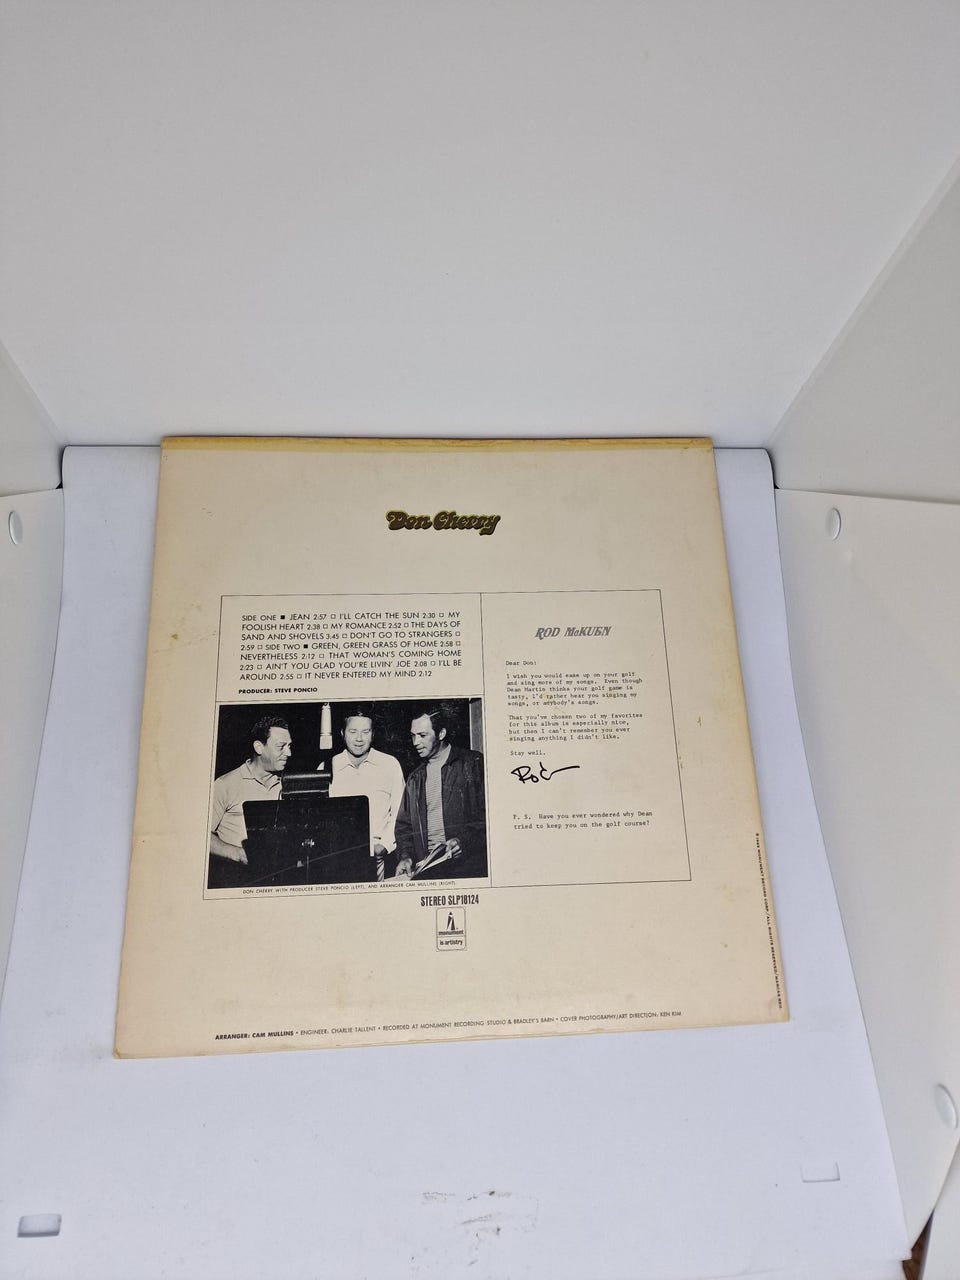 Don Cherry
SIDE ONE ■ JEAN 2:57 □ I'LL CATCH THE SUN 2:30 □ MY
FOOLISH HEART 2:38 □ MY ROMANCE 2:52 □ THE DAYS OF
SAND AND SHOVELS 3:45 □ DON'T GO TO STRANGERS □
2:59 □ SIDE TWO ■ GREEN, GREEN GRASS OF HOME 2:58 □
NEVERTHELESS 2:12 □ THAT WOMAN'S COMING HOME
2:23 □ AIN'T YOU GLAD YOU'RE LIVIN' JOE 2:08 □ I'LL BE
AROUND 2:55 □ IT NEVER ENTERED MY MIND 2:12
PRODUCER: STEVE PONCIO
DON CHERRY WITH PRODUCER STEVE PONCIO (LEFT), AND ARRANGER CAM MULLINS (RIGHT).
ROD McKUEN
Dear Don:
I wish you would ease up on your golf
and sing more of my songs. Even though
Dean Martin thinks your golf game is
tasty, I'd rather hear you singing my
songs, or anybody's songs.
That you've chosen two of my favorites
for this album is especially nice,
but then I can't remember you ever
singing anything I didn't like.
Stay well,
Rod
P. S. Have you ever wondered why Dean
tried to keep you on the golf course?
STEREO SLP18124
monument
is artistry
ARRANGER: CAM MULLINS • ENGINEER: CHARLIE TALLENT • RECORDED AT MONUMENT RECORDING STUDIO & BRADLEY'S BARN • COVER PHOTOGRAPHY/ART DIRECTION: KEN KIM
MONUMENT RECORD CORP./ALL RIGHTS RESERVED/